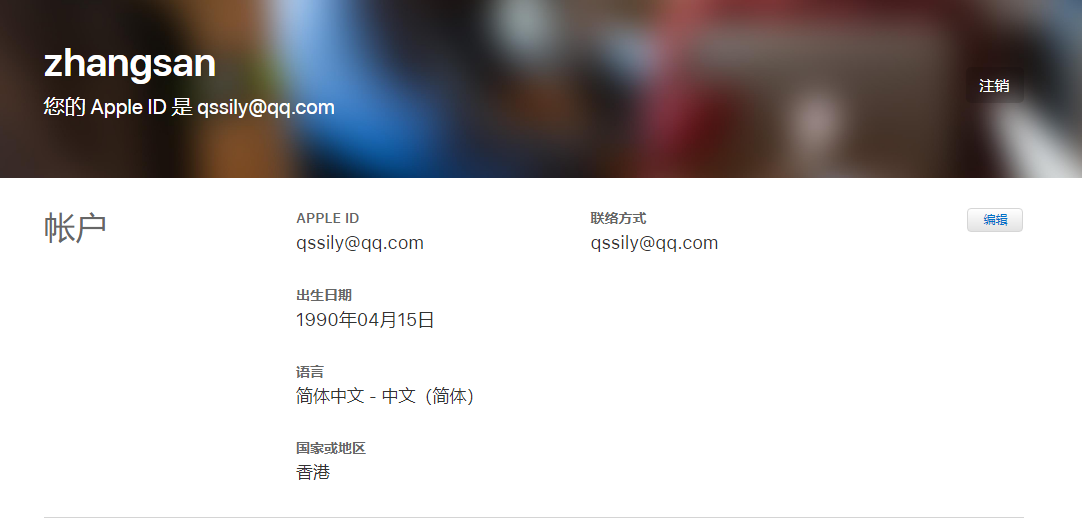 zhangsan
您的 Apple ID 是 qssily@qq.com
注销
帐户
APPLE ID
qssily@qq.com
联络方式
qssily@qq.com
编辑
出生日期
1990年04月15日
语言
简体中文 - 中文（简体）
国家或地区
香港